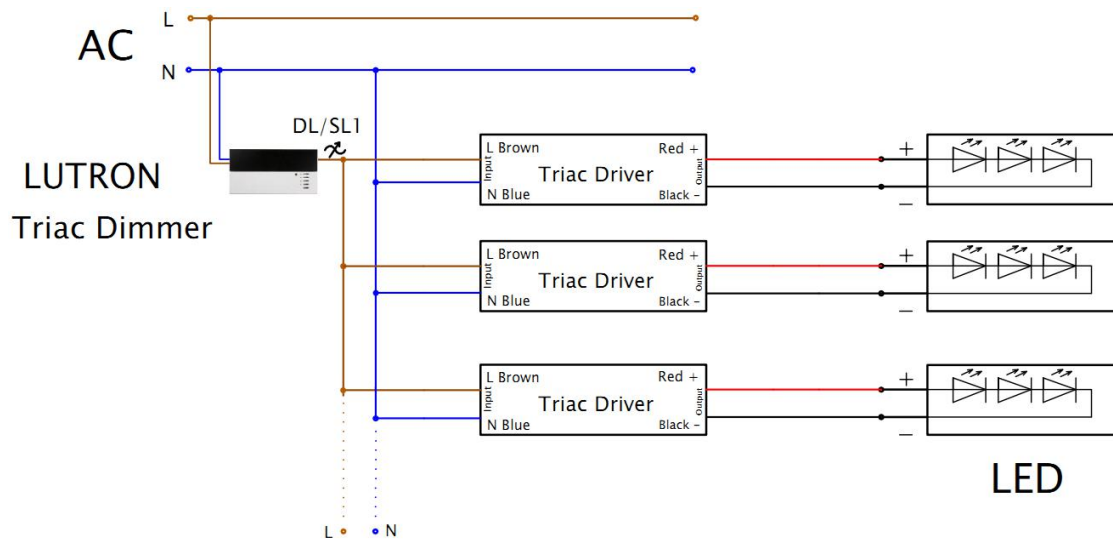 L
AC
N
DL/SL1
LUTRON
Triac Dimmer
L Brown
Red +
Input
Triac Driver
Output
N Blue
Black -
+
−
L Brown
Red +
Input
Triac Driver
Output
N Blue
Black -
+
−
L Brown
Red +
Input
Triac Driver
Output
N Blue
Black -
+
−
LED
L
N